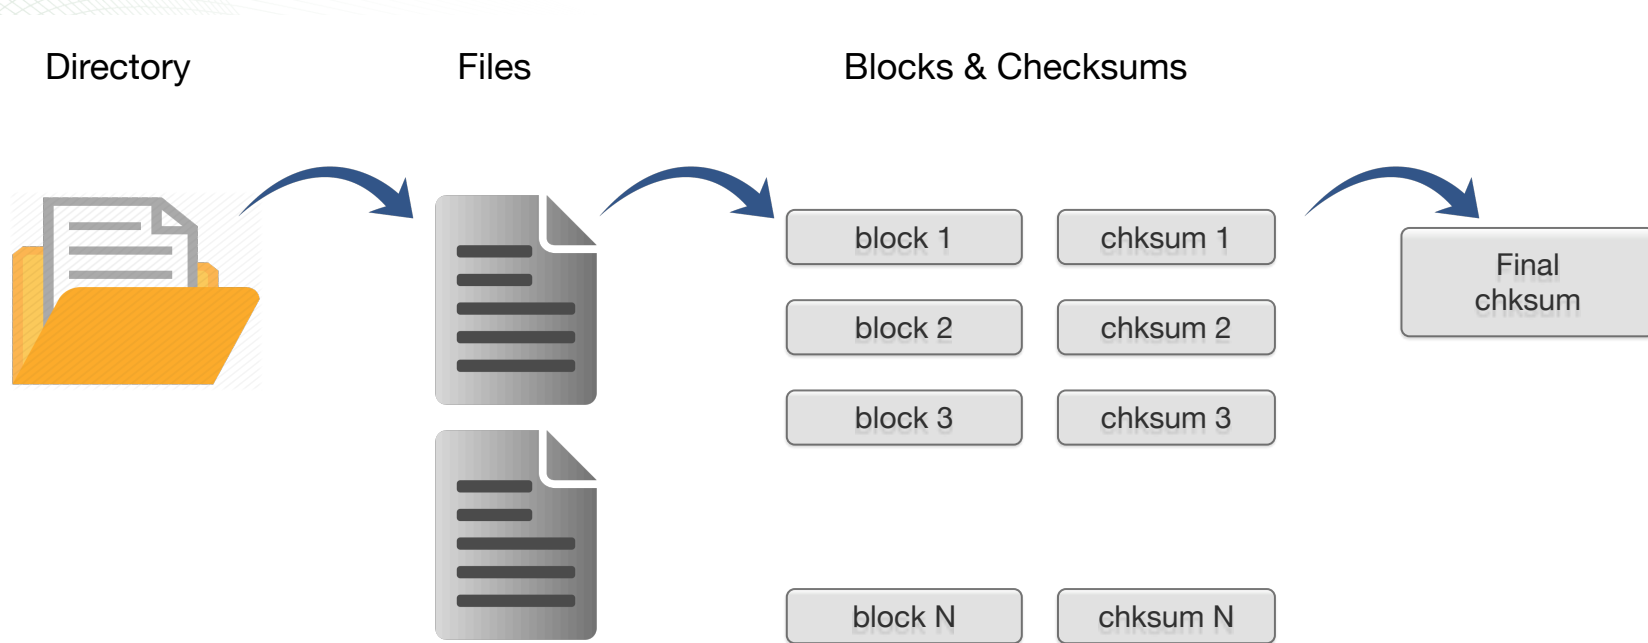 Directory
Files
Blocks & Checksums
block 1
chksum 1
block 2
chksum 2
block 3
chksum 3
block N
chksum N
Final
chksum